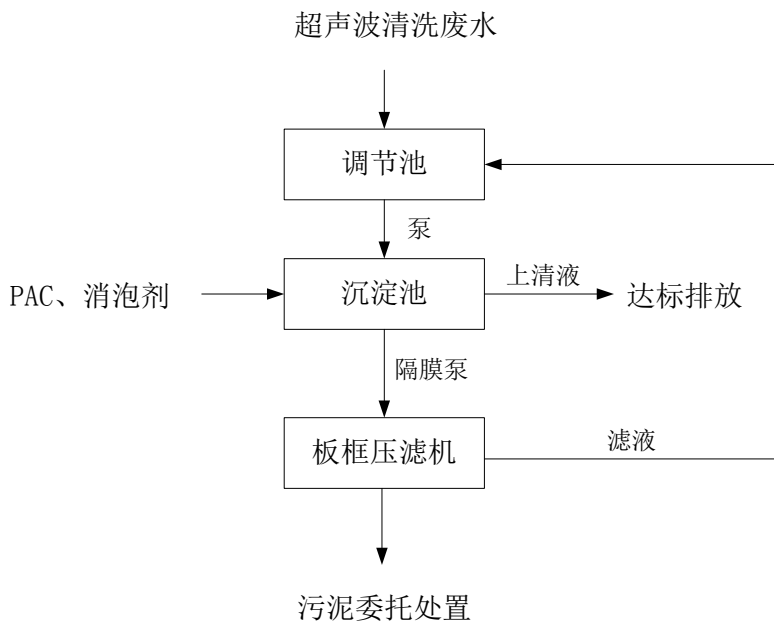 超声波清洗废水
调节池
泵
PAC、消泡剂
沉淀池
上清液
达标排放
隔膜泵
板框压滤机
滤液
污泥委托处置